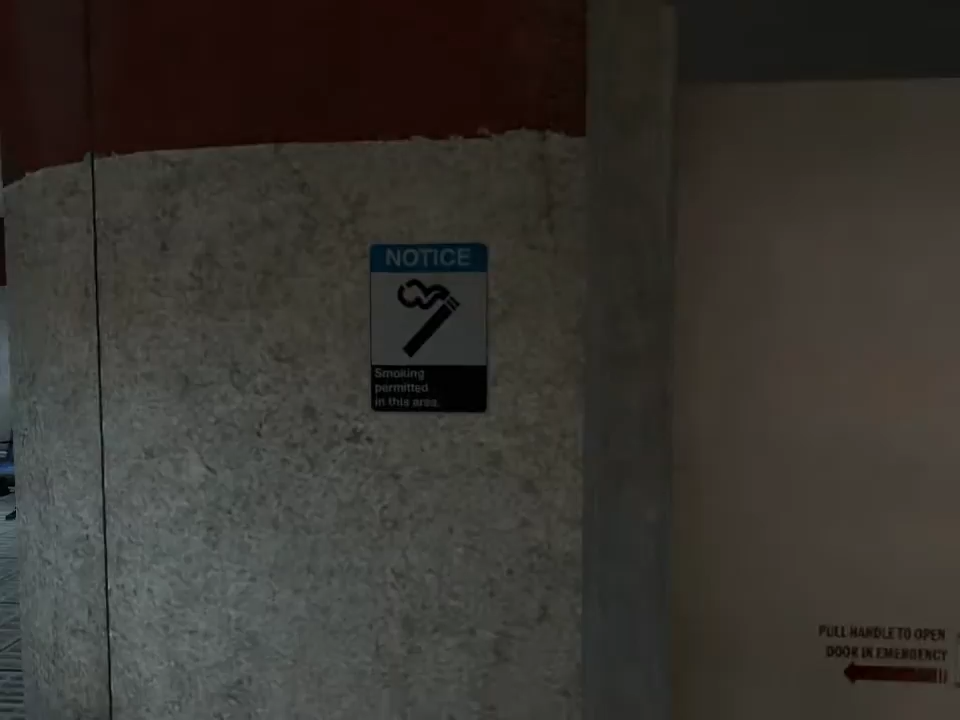 NOTICE
Smoking
permitted
in this area.
PULL HANDLE TO OPEN
DOOR IN EMERGENCY